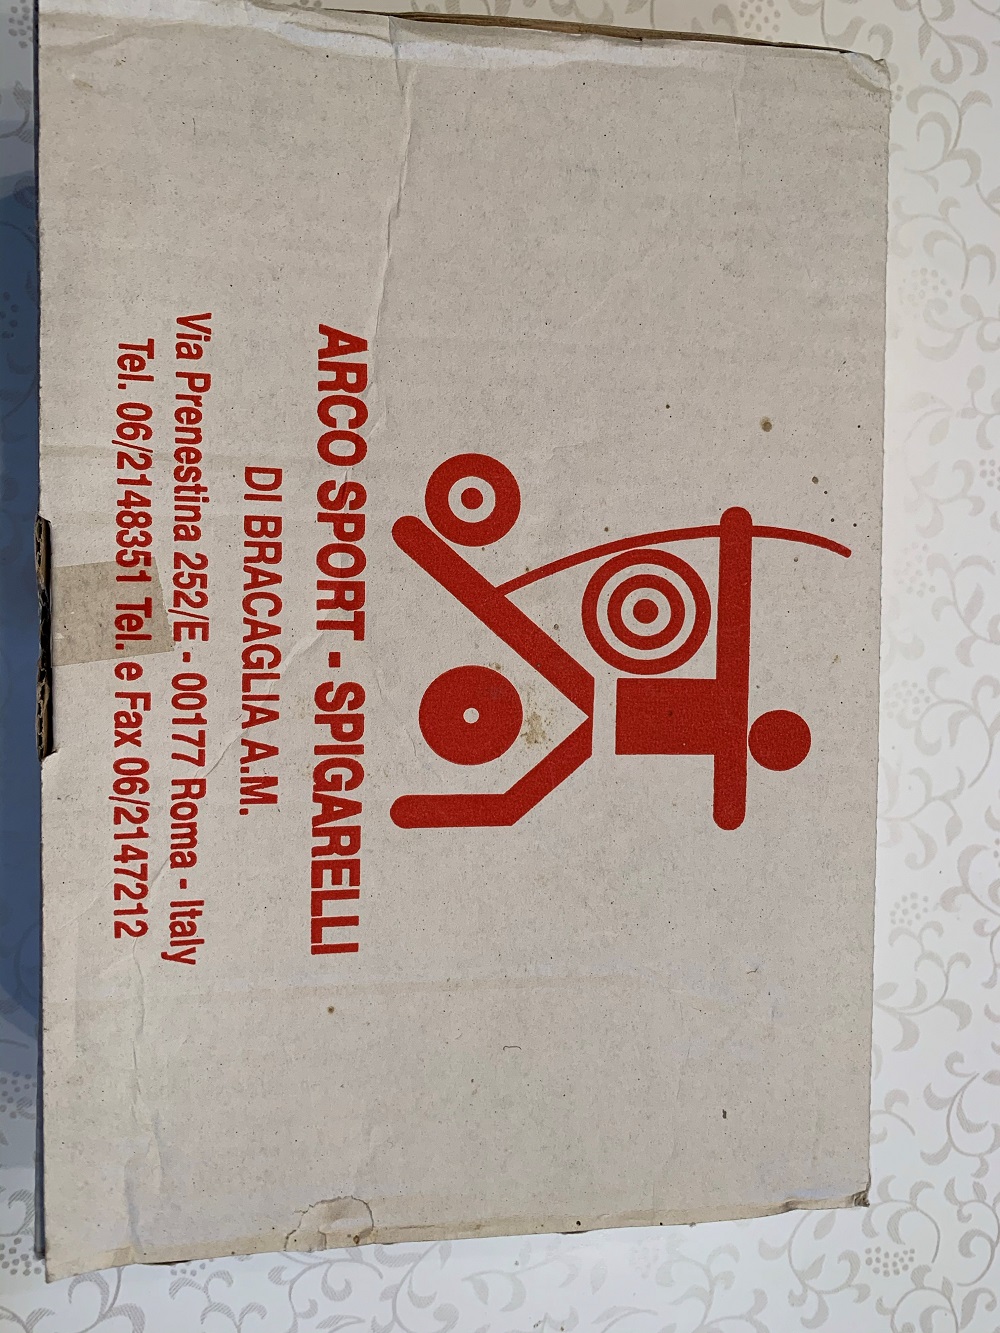 ARCO SPORT - SPIGARELLI
DI BRACAGLIA A.M.
Via Prenestina 252/E - 00177 Roma - Italy
Tel. 06/2148351 Tel. e Fax 06/2147212